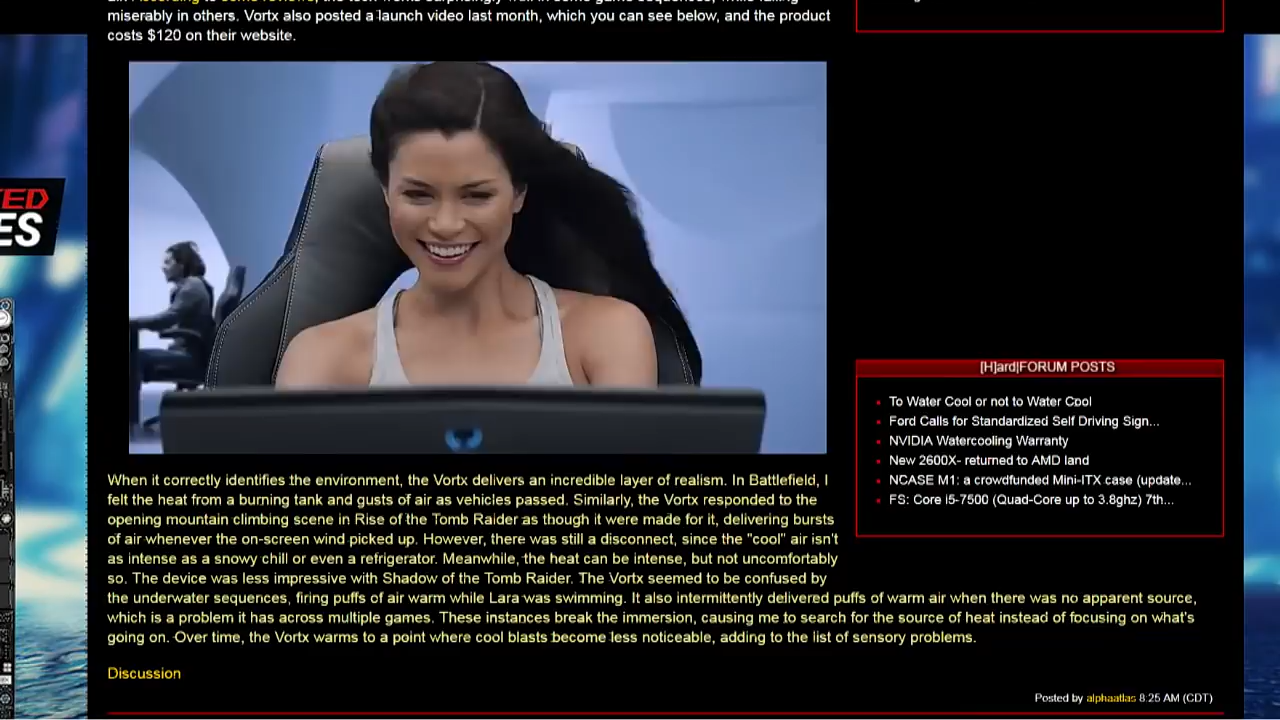 miserably in others. Vortx also posted a launch video last month, which you can see below, and the product
costs $120 on their website.
ES
[H]ard|FORUM POSTS
To Water Cool or not to Water Cool
Ford Calls for Standardized Self Driving Sign...
NVIDIA Watercooling Warranty
New 2600X- returned to AMD land
NCASE M1: a crowdfunded Mini-ITX case (update...
FS: Core i5-7500 (Quad-Core up to 3.8ghz) 7th...
When it correctly identifies the environment, the Vortx delivers an incredible layer of realism. In Battlefield, I
felt the heat from a burning tank and gusts of air as vehicles passed. Similarly, the Vortx responded to the
opening mountain climbing scene in Rise of the Tomb Raider as though it were made for it, delivering bursts
of air whenever the on-screen wind picked up. However, there was still a disconnect, since the "cool" air isn't
as intense as a snowy chill or even a refrigerator. Meanwhile, the heat can be intense, but not uncomfortably
so. The device was less impressive with Shadow of the Tomb Raider. The Vortx seemed to be confused by
the underwater sequences, firing puffs of air warm while Lara was swimming. It also intermittently delivered puffs of warm air when there was no apparent source,
which is a problem it has across multiple games. These instances break the immersion, causing me to search for the source of heat instead of focusing on what's
going on. Over time, the Vortx warms to a point where cool blasts become less noticeable, adding to the list of sensory problems.
Discussion
Posted by alphaatlas 8:25 AM (CDT)